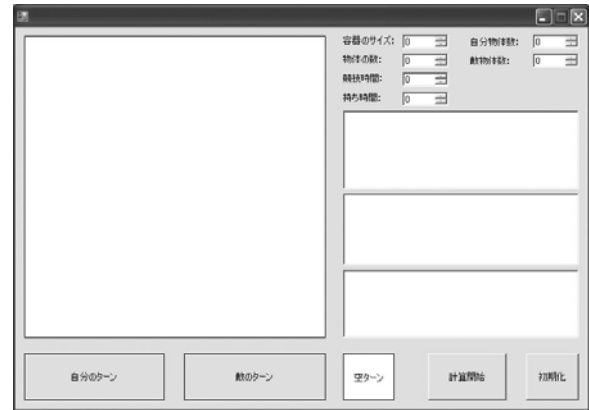 容器のサイズ: 0 自分物体数: 0
物体の数: 0 敵物体数: 0
競技時間: 0
持ち時間: 0
自分のターン 敵のターン 空ターン 計算開始 初期化